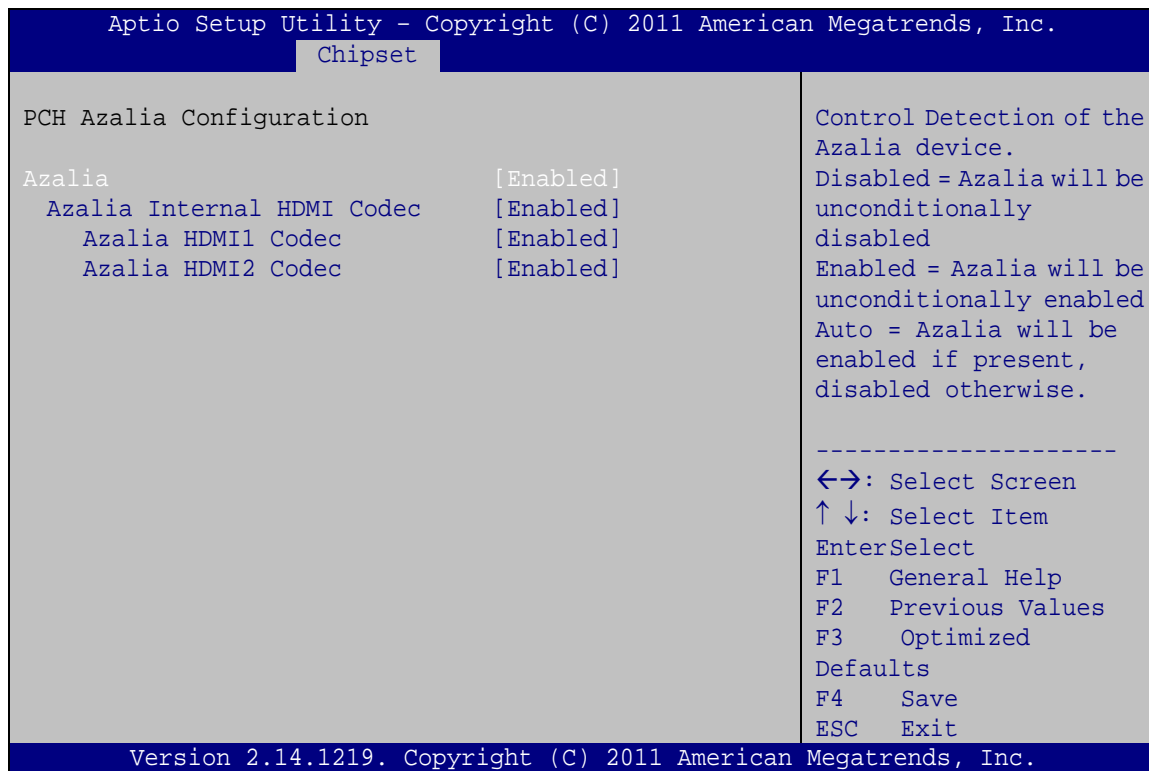 Aptio Setup Utility – Copyright (C) 2011 American Megatrends, Inc.
Chipset
PCH Azalia Configuration
Azalia [Enabled]
Azalia Internal HDMI Codec [Enabled]
Azalia HDMI1 Codec [Enabled]
Azalia HDMI2 Codec [Enabled]
Control Detection of the
Azalia device.
Disabled = Azalia will be
unconditionally
disabled
Enabled = Azalia will be
unconditionally enabled
Auto = Azalia will be
enabled if present,
disabled otherwise.
---------------------
←→: Select Screen
↑ ↓: Select Item
EnterSelect
F1 General Help
F2 Previous Values
F3 Optimized
Defaults
F4 Save
ESC Exit
Version 2.14.1219. Copyright (C) 2011 American Megatrends, Inc.